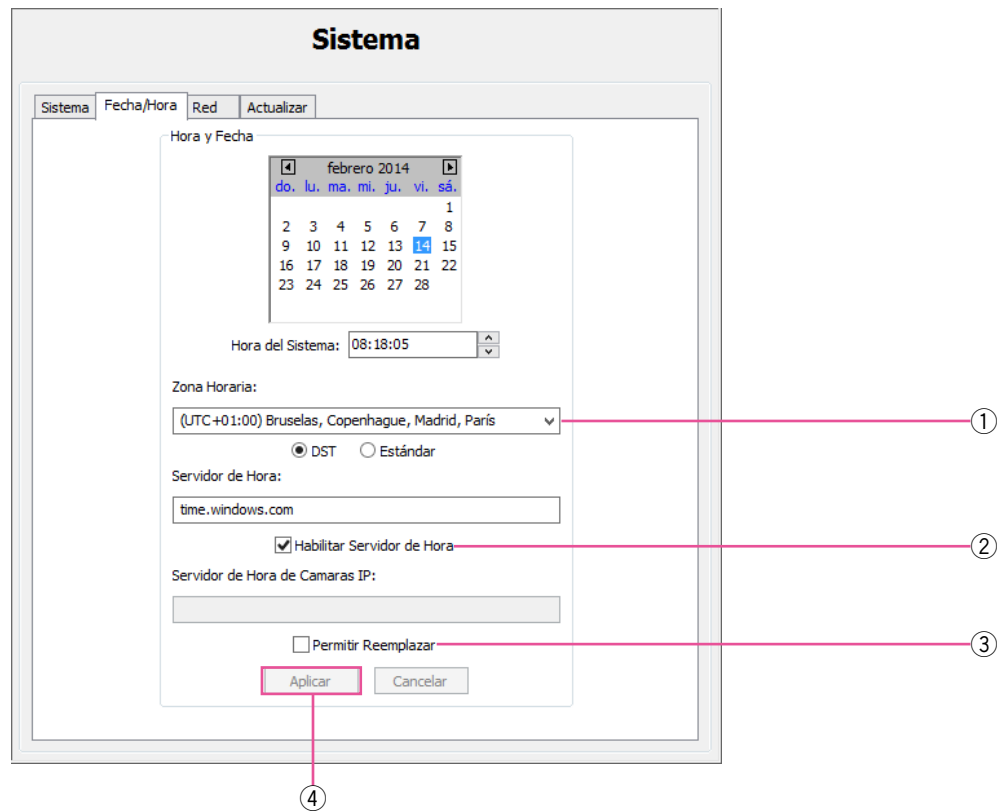 Sistema
Sistema Fecha/Hora Red Actualizar
Hora y Fecha
febrero 2014
do. lu. ma. mi. ju. vi. sá.
1
2 3 4 5 6 7 8
9 10 11 12 13 14 15
16 17 18 19 20 21 22
23 24 25 26 27 28
Hora del Sistema: 08:18:05
Zona Horaria:
(UTC+01:00) Bruselas, Copenhague, Madrid, París
①
DST Estándar
Servidor de Hora:
time.windows.com
Habilitar Servidor de Hora
②
Servidor de Hora de Camaras IP:
Permitir Reemplazar
③
Aplicar Cancelar
④